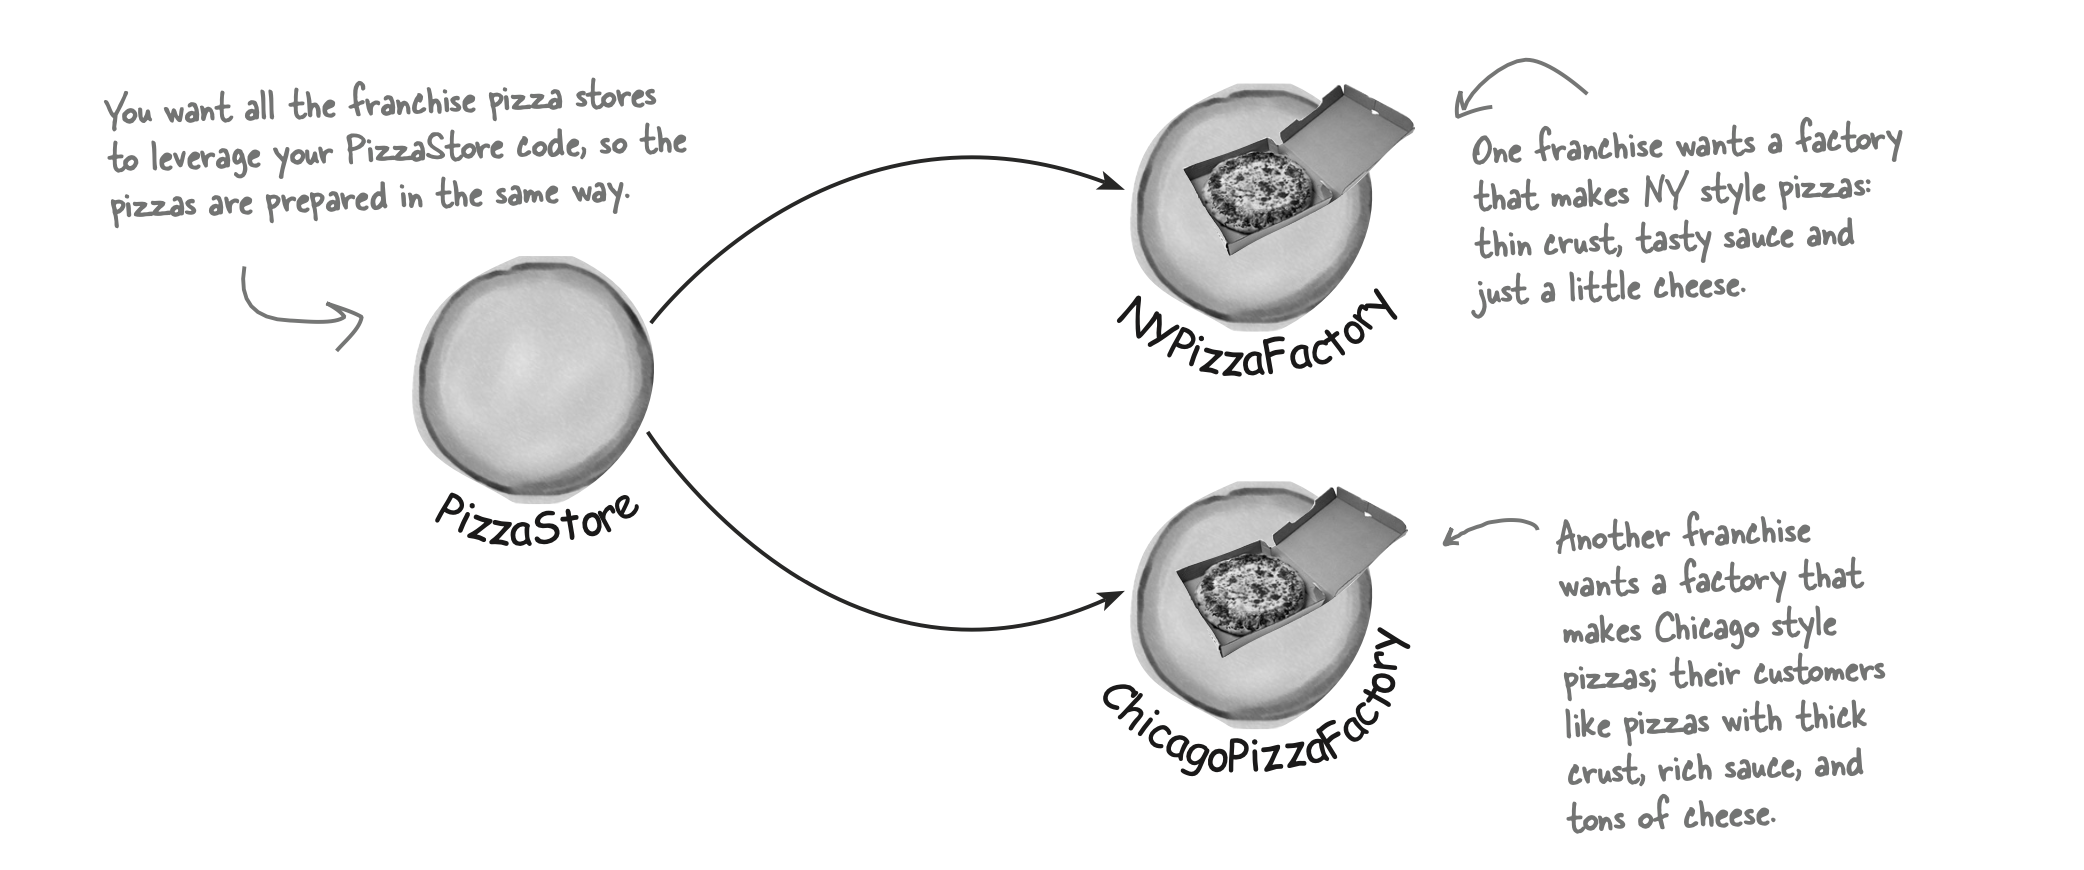 You want all the franchise pizza stores
to leverage your PizzaStore code, so the
pizzas are prepared in the same way.
PizzaStore
NYPizzaFactory
One franchise wants a factory
that makes NY style pizzas:
thin crust, tasty sauce and
just a little cheese.
ChicagoPizzaFactory
Another franchise
wants a factory that
makes Chicago style
pizzas; their customers
like pizzas with thick
crust, rich sauce, and
tons of cheese.